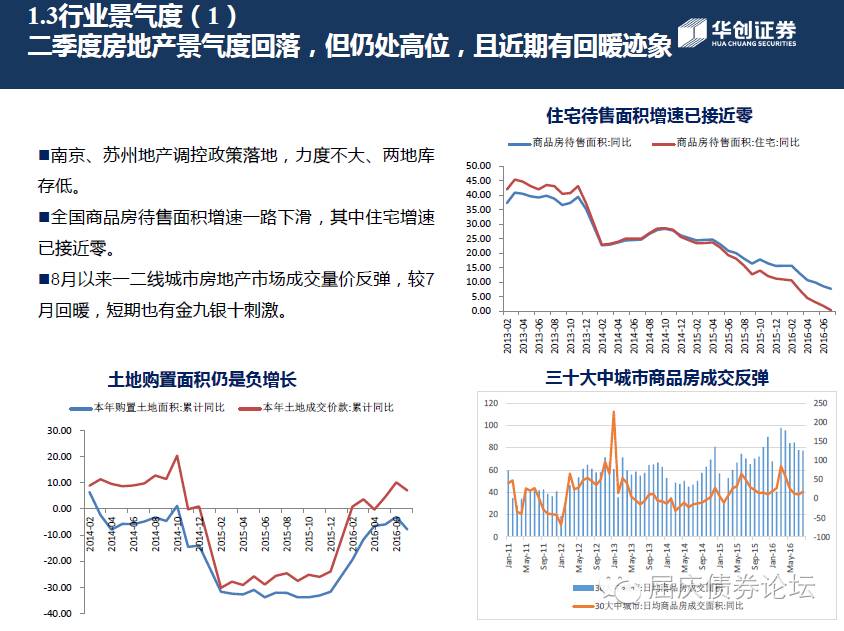 1.3行业景气度（1）
二季度房地产景气度回落，但仍处高位，且近期有回暖迹象
华创证券
HUA CHUANG SECURITIES
■南京、苏州地产调控政策落地，力度不大、两地库
存低。
■全国商品房待售面积增速一路下滑，其中住宅增速
已接近零。
■8月以来一二线城市房地产市场成交量价反弹，较7
月回暖，短期也有金九银十刺激。
住宅待售面积增速已接近零
商品房待售面积:同比 商品房待售面积:住宅:同比
50.00
45.00
40.00
35.00
30.00
25.00
20.00
15.00
10.00
5.00
0.00
2013-02 2013-04 2013-06 2013-08 2013-10 2013-12 2014-02 2014-04 2014-06 2014-08 2014-10 2014-12 2015-02 2015-04 2015-06 2015-08 2015-10 2015-12 2016-02 2016-04 2016-06
土地购置面积仍是负增长
本年购置土地面积:累计同比 本年土地成交价款:累计同比
30.00
20.00
10.00
0.00
-10.00
-20.00
-30.00
-40.00
2014-02 2014-04 2014-06 2014-08 2014-10 2014-12 2015-02 2015-04 2015-06 2015-08 2015-10 2015-12 2016-02 2016-04 2016-06
三十大中城市商品房成交反弹
120 250
100 200
80 150
60 100
40 50
20 0
0 -50
-100
Jan-11 May-11 Sep-11 Jan-12 May-12 Sep-12 Jan-13 May-13 Sep-13 Jan-14 May-14 Sep-14 Jan-15 May-15 Sep-15 Jan-16 May-16
30大中城市:日均商品房成交面积
30大中城市:日均商品房成交面积:同比
屈庆债券论坛